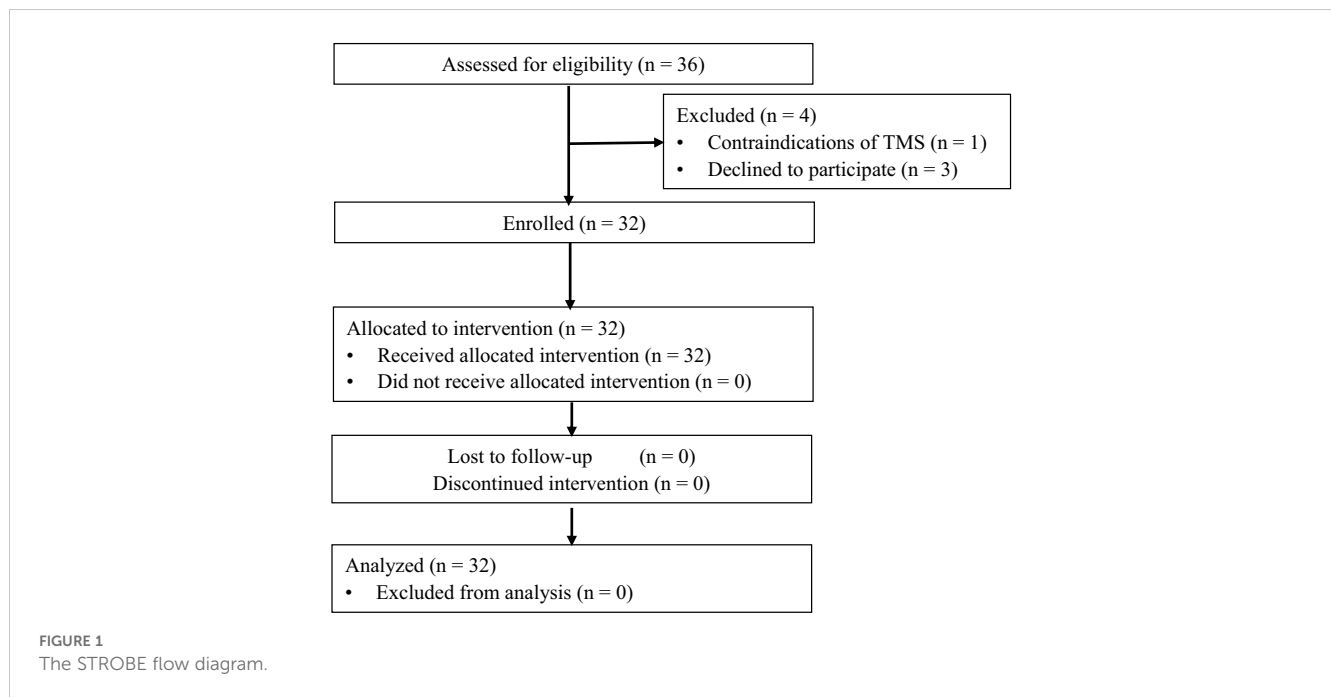 Assessed for eligibility (n = 36)
Excluded (n = 4)
• Contraindications of TMS (n = 1)
• Declined to participate (n = 3)
Enrolled (n = 32)
Allocated to intervention (n = 32)
• Received allocated intervention (n = 32)
• Did not receive allocated intervention (n = 0)
Lost to follow-up (n = 0)
Discontinued intervention (n = 0)
Analyzed (n = 32)
• Excluded from analysis (n = 0)
FIGURE 1
The STROBE flow diagram.